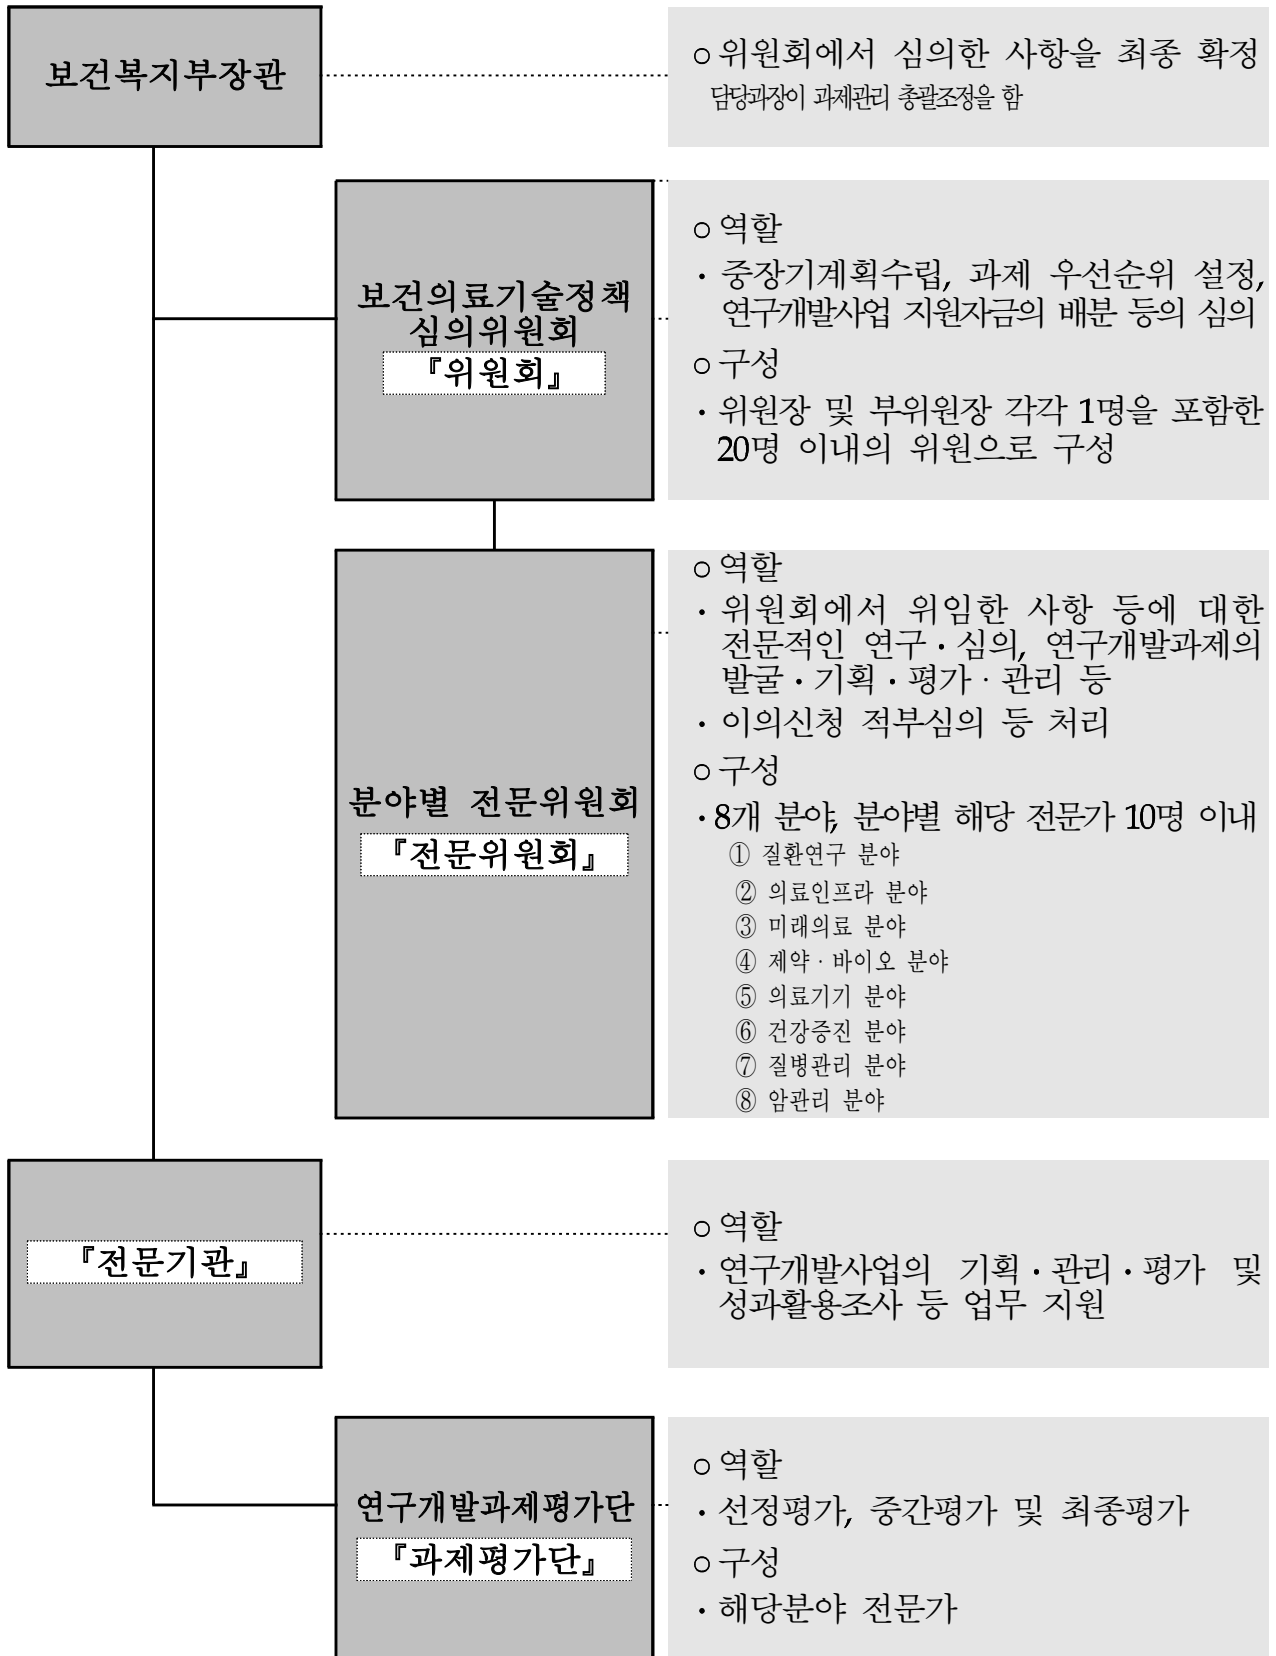 보건복지부장관
○ 위원회에서 심의한 사항을 최종 확정
담당과장이 과제관리 총괄조정을 함
보건의료기술정책
심의위원회
『위원회』
○ 역할
· 중장기계획수립, 과제 우선순위 설정,
연구개발사업 지원자금의 배분 등의 심의
○ 구성
· 위원장 및 부위원장 각각 1명을 포함한
20명 이내의 위원으로 구성
분야별 전문위원회
『전문위원회』
○ 역할
· 위원회에서 위임한 사항 등에 대한
전문적인 연구·심의, 연구개발과제의
발굴·기획·평가·관리 등
· 이의신청 적부심의 등 처리
○ 구성
· 8개 분야, 분야별 해당 전문가 10명 이내
① 질환연구 분야
② 의료인프라 분야
③ 미래의료 분야
④ 제약·바이오 분야
⑤ 의료기기 분야
⑥ 건강증진 분야
⑦ 질병관리 분야
⑧ 암관리 분야
『전문기관』
○ 역할
· 연구개발사업의 기획·관리·평가 및
성과활용조사 등 업무 지원
연구개발과제평가단
『과제평가단』
○ 역할
· 선정평가, 중간평가 및 최종평가
○ 구성
· 해당분야 전문가